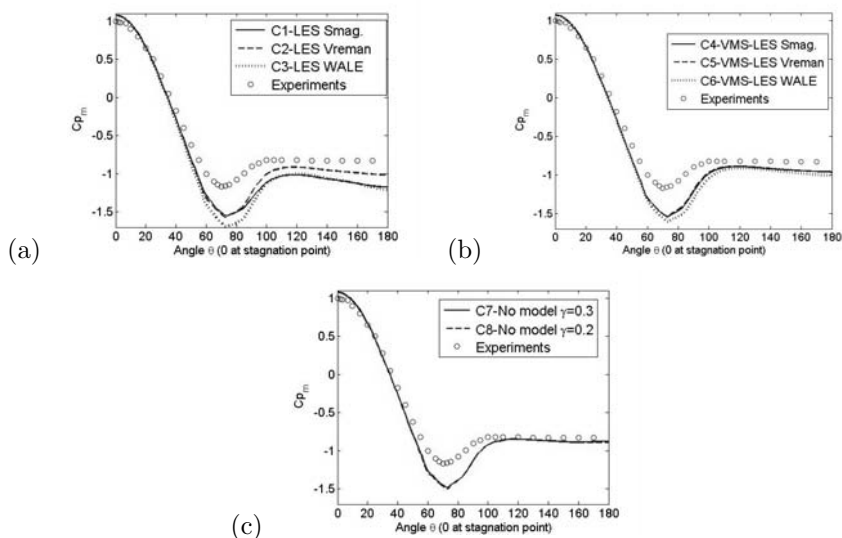 C1-LES Smag.
C2-LES Vreman
C3-LES WALE
Experiments
1
0.5
0
-0.5
-1
-1.5
Cpm
0 20 40 60 80 100 120 140 160 180
Angle θ (0 at stagnation point)
(a)
C4-VMS-LES Smag.
C5-VMS-LES Vreman
C6-VMS-LES WALE
Experiments
1
0.5
0
-0.5
-1
-1.5
Cpm
0 20 40 60 80 100 120 140 160 180
Angle θ (0 at stagnation point)
(b)
C7-No model γ=0.3
C8-No model γ=0.2
Experiments
1
0.5
0
-0.5
-1
-1.5
Cpm
0 20 40 60 80 100 120 140 160 180
Angle θ (0 at stagnation point)
(c)